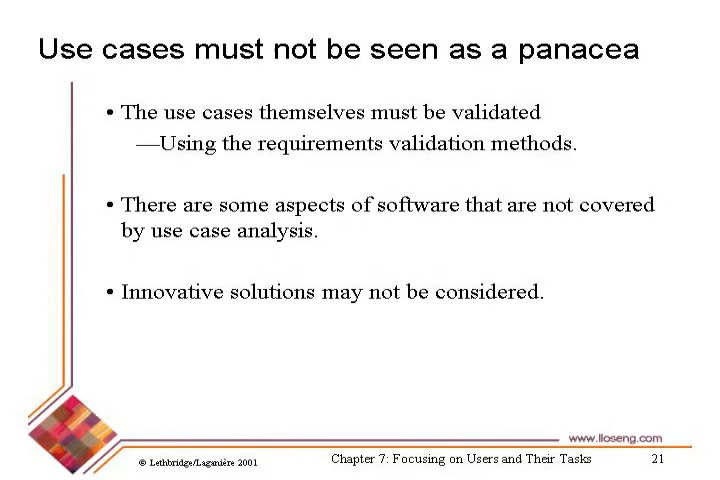 Use cases must not be seen as a panacea
• The use cases themselves must be validated
—Using the requirements validation methods.
• There are some aspects of software that are not covered
by use case analysis.
• Innovative solutions may not be considered.
www.lloseng.com
© Lethbridge/Laganière 2001
Chapter 7: Focusing on Users and Their Tasks
21